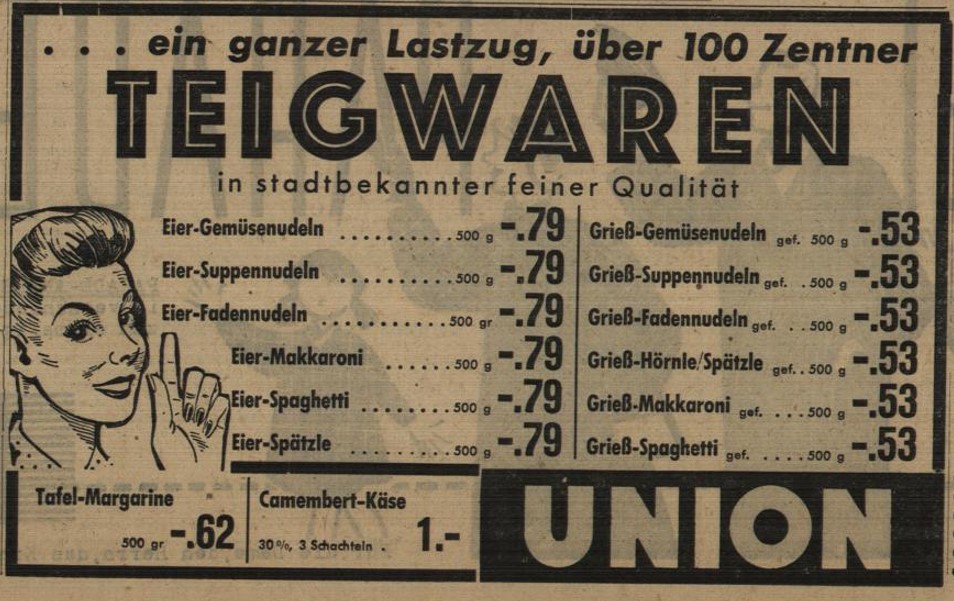 . . . ein ganzer Lastzug, über 100 Zentner
TEIGWAREN
in stadtbekannter feiner Qualität
Eier-Gemüsenudeln .......... 500 g -.79
Eier-Suppennudeln .......... 500 g -.79
Eier-Fadennudeln .......... 500 gr -.79
Eier-Makkaroni ....... 500 g -.79
Eier-Spaghetti ........ 500 g -.79
Eier-Spätzle ......... 500 g -.79
Grieß-Gemüsenudeln gef. 500 g -.53
Grieß-Suppennudeln gef. . . 500 g -.53
Grieß-Fadennudeln gef. . . . 500 g -.53
Grieß-Hörnle/Spätzle gef. . . 500 g -.53
Grieß-Makkaroni gef. . . . . 500 g -.53
Grieß-Spaghetti gef. . . . . 500 g -.53
Tafel-Margarine
500 gr -.62
Camembert-Käse
30%, 3 Schachteln . 1.-
UNION